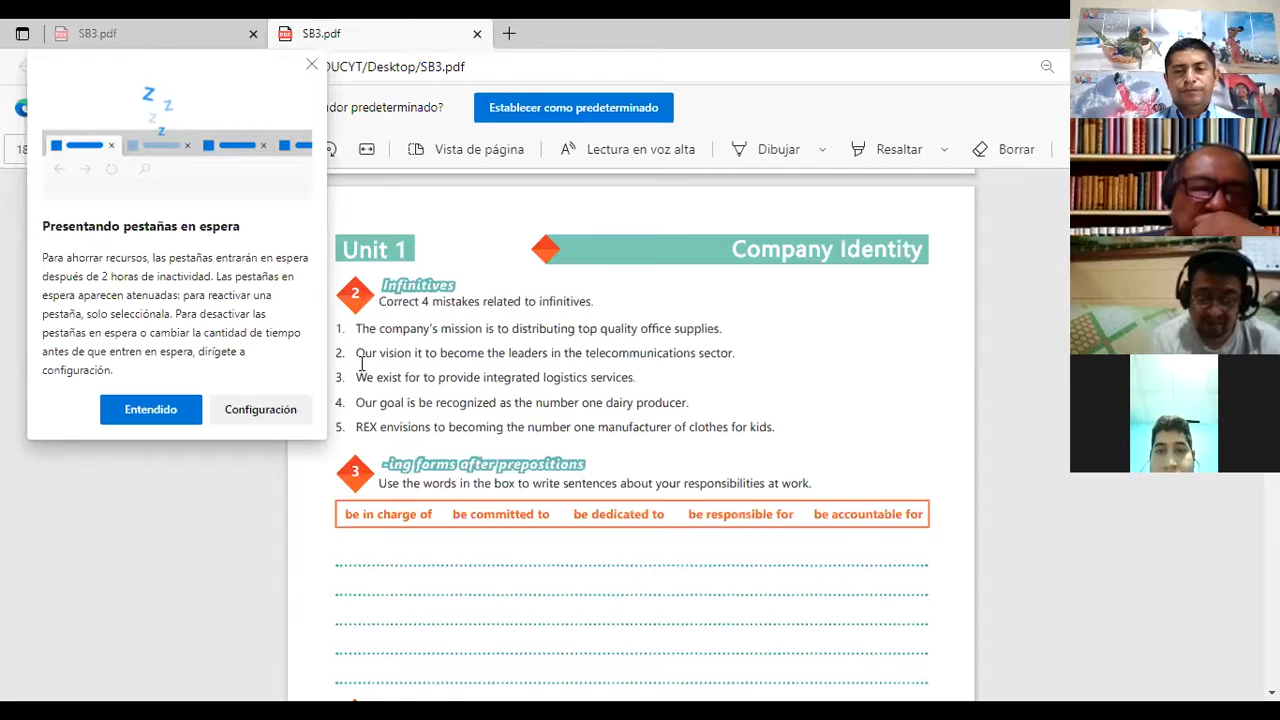 SB3.pdf
SB3.pdf
DUCYT/Desktop/SB3.pdf
dor predeterminado?
Establecer como predeterminado
18
Vista de página
Lectura en voz alta
Dibujar
Resaltar
Borrar
z z z z
Presentando pestañas en espera
Para ahorrar recursos, las pestañas entrarán en espera
después de 2 horas de inactividad. Las pestañas en
espera aparecen atenuadas: para reactivar una
pestaña, solo selecciónala. Para desactivar las
pestañas en espera o cambiar la cantidad de tiempo
antes de que entren en espera, dirígete a
configuración.
Entendido
Configuración
Unit 1
Company Identity
2 Infinitives
Correct 4 mistakes related to infinitives.
1. The company's mission is to distributing top quality office supplies.
2. Our vision it to become the leaders in the telecommunications sector.
3. We exist for to provide integrated logistics services.
4. Our goal is be recognized as the number one dairy producer.
5. REX envisions to becoming the number one manufacturer of clothes for kids.
3 -ing forms after prepositions
Use the words in the box to write sentences about your responsibilities at work.
be in charge of be committed to be dedicated to be responsible for be accountable for